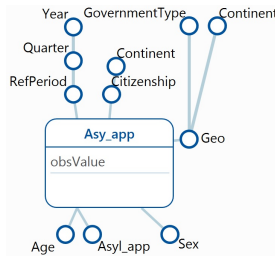 Year
GovernmentType
Continent
Quarter
Continent
RefPeriod
Citizenship
Asy_app
Geo
obsValue
Age
Asyl_app
Sex